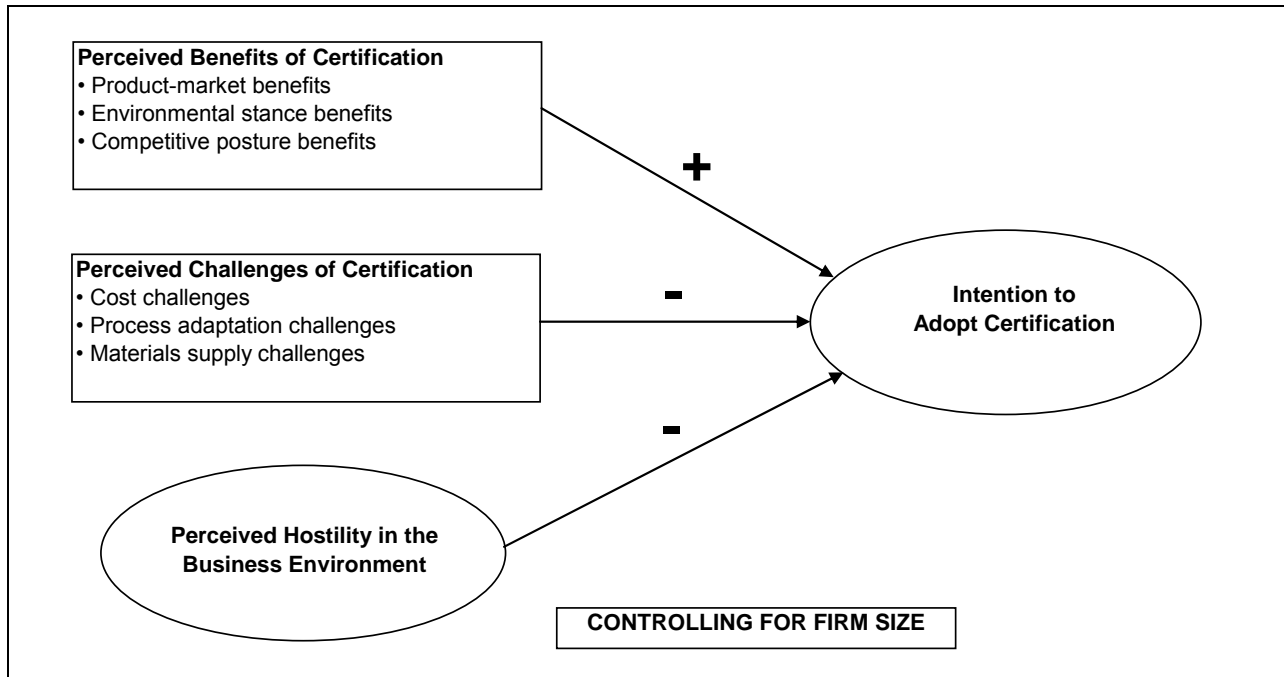 Perceived Benefits of Certification
• Product-market benefits
• Environmental stance benefits
• Competitive posture benefits
+
Perceived Challenges of Certification
• Cost challenges
• Process adaptation challenges
• Materials supply challenges
-
Intention to
Adopt Certification
-
Perceived Hostility in the
Business Environment
CONTROLLING FOR FIRM SIZE